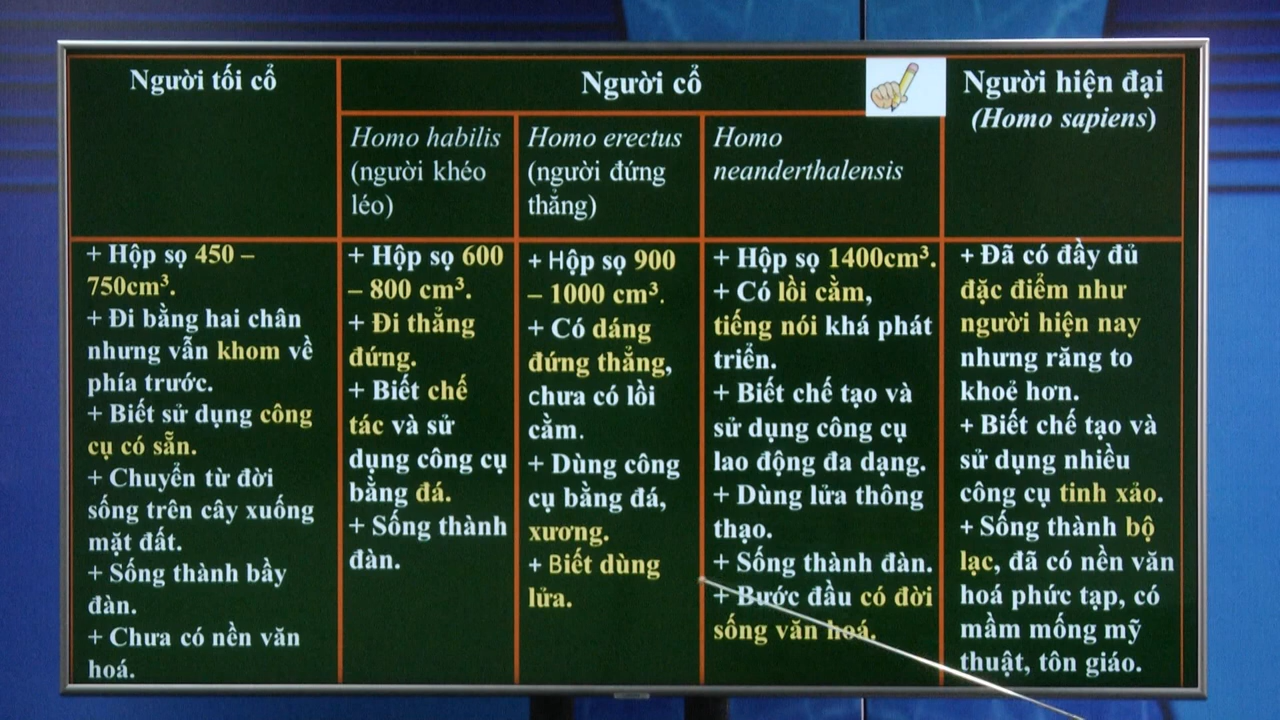 Người tối cổ
Người cổ
Người hiện đại
(Homo sapiens)
Homo habilis
(người khéo
léo)
Homo erectus
(người đứng
thẳng)
Homo
neanderthalensis
+ Hộp sọ 450 –
750cm³.
+ Đi bằng hai chân
nhưng vẫn khom về
phía trước.
+ Biết sử dụng công
cụ có sẵn.
+ Chuyển từ đời
sống trên cây xuống
mặt đất.
+ Sống thành bầy
đàn.
+ Chưa có nền văn
hoá.
+ Hộp sọ 600
– 800 cm³.
+ Đi thẳng
đứng.
+ Biết chế
tác và sử
dụng công cụ
bằng đá.
+ Sống thành
đàn.
+ Hộp sọ 900
– 1000 cm³.
+ Có dáng
đứng thẳng,
chưa có lồi
cằm.
+ Dùng công
cụ bằng đá,
xương.
+ Biết dùng
lửa.
+ Hộp sọ 1400cm³.
+ Có lồi cằm,
tiếng nói khá phát
triển.
+ Biết chế tạo và
sử dụng công cụ
lao động đa dạng.
+ Dùng lửa thông
thạo.
+ Sống thành đàn.
+ Bước đầu có đời
sống văn hoá.
+ Đã có đầy đủ
đặc điểm như
người hiện nay
nhưng răng to
khoẻ hơn.
+ Biết chế tạo và
sử dụng nhiều
công cụ tinh xảo.
+ Sống thành bộ
lạc, đã có nền văn
hoá phức tạp, có
mầm mống mỹ
thuật, tôn giáo.